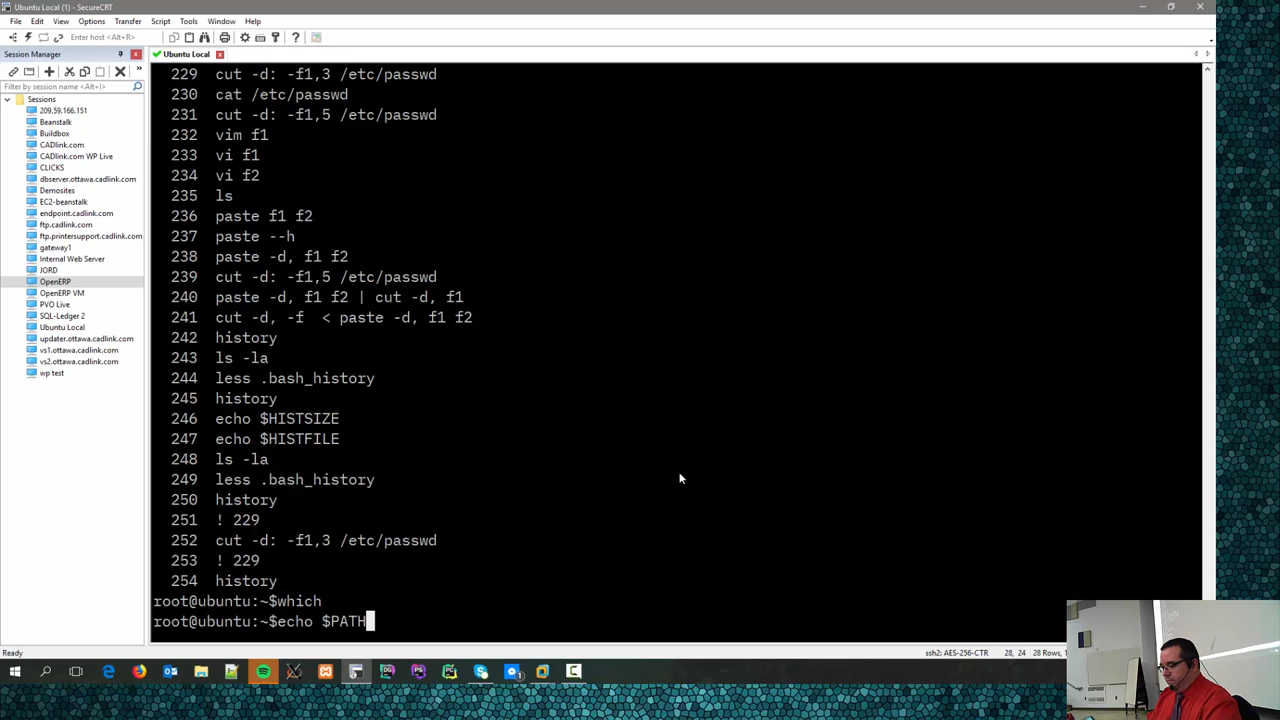 Ubuntu Local (1) - SecureCRT
File Edit View Options Transfer Script Tools Window Help
Enter host <Alt+R>
Session Manager
Ubuntu Local
Filter by session name <Alt+I>
Sessions
209.59.166.151
Beanstalk
Buildbox
CADlink.com
CADlink.com WP Live
CLICKS
dbserver.ottawa.cadlink.com
Demosites
EC2-beanstalk
endpoint.cadlink.com
ftp.cadlink.com
ftp.printersupport.cadlink.com
gateway1
Internal Web Server
JORD
OpenERP
OpenERP VM
PVO Live
SQL-Ledger 2
Ubuntu Local
updater.ottawa.cadlink.com
vs1.ottawa.cadlink.com
vs2.ottawa.cadlink.com
wp test
229 cut -d: -f1,3 /etc/passwd
230 cat /etc/passwd
231 cut -d: -f1,5 /etc/passwd
232 vim f1
233 vi f1
234 vi f2
235 ls
236 paste f1 f2
237 paste --h
238 paste -d, f1 f2
239 cut -d: -f1,5 /etc/passwd
240 paste -d, f1 f2 | cut -d, f1
241 cut -d, -f  < paste -d, f1 f2
242 history
243 ls -la
244 less .bash_history
245 history
246 echo $HISTSIZE
247 echo $HISTFILE
248 ls -la
249 less .bash_history
250 history
251 ! 229
252 cut -d: -f1,3 /etc/passwd
253 ! 229
254 history
root@ubuntu:~$which
root@ubuntu:~$echo $PATH
Ready
ssh2: AES-256-CTR 28, 24 28 Rows,